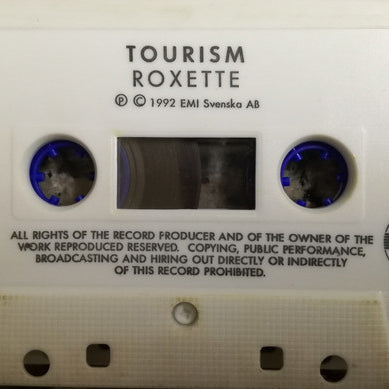 TOURISM
ROXETTE
Ⓟ © 1992 EMI Svenska AB
ALL RIGHTS OF THE RECORD PRODUCER AND OF THE OWNER OF THE
WORK REPRODUCED RESERVED. COPYING, PUBLIC PERFORMANCE,
BROADCASTING AND HIRING OUT DIRECTLY OR INDIRECTLY
OF THIS RECORD PROHIBITED.